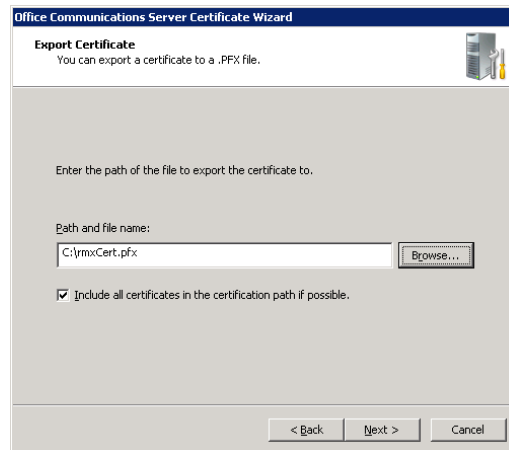 Office Communications Server Certificate Wizard
Export Certificate
You can export a certificate to a .PFX file.
Enter the path of the file to export the certificate to.
Path and file name:
C:\rmxCert.pfx
Browse...
Include all certificates in the certification path if possible.
< Back Next > Cancel